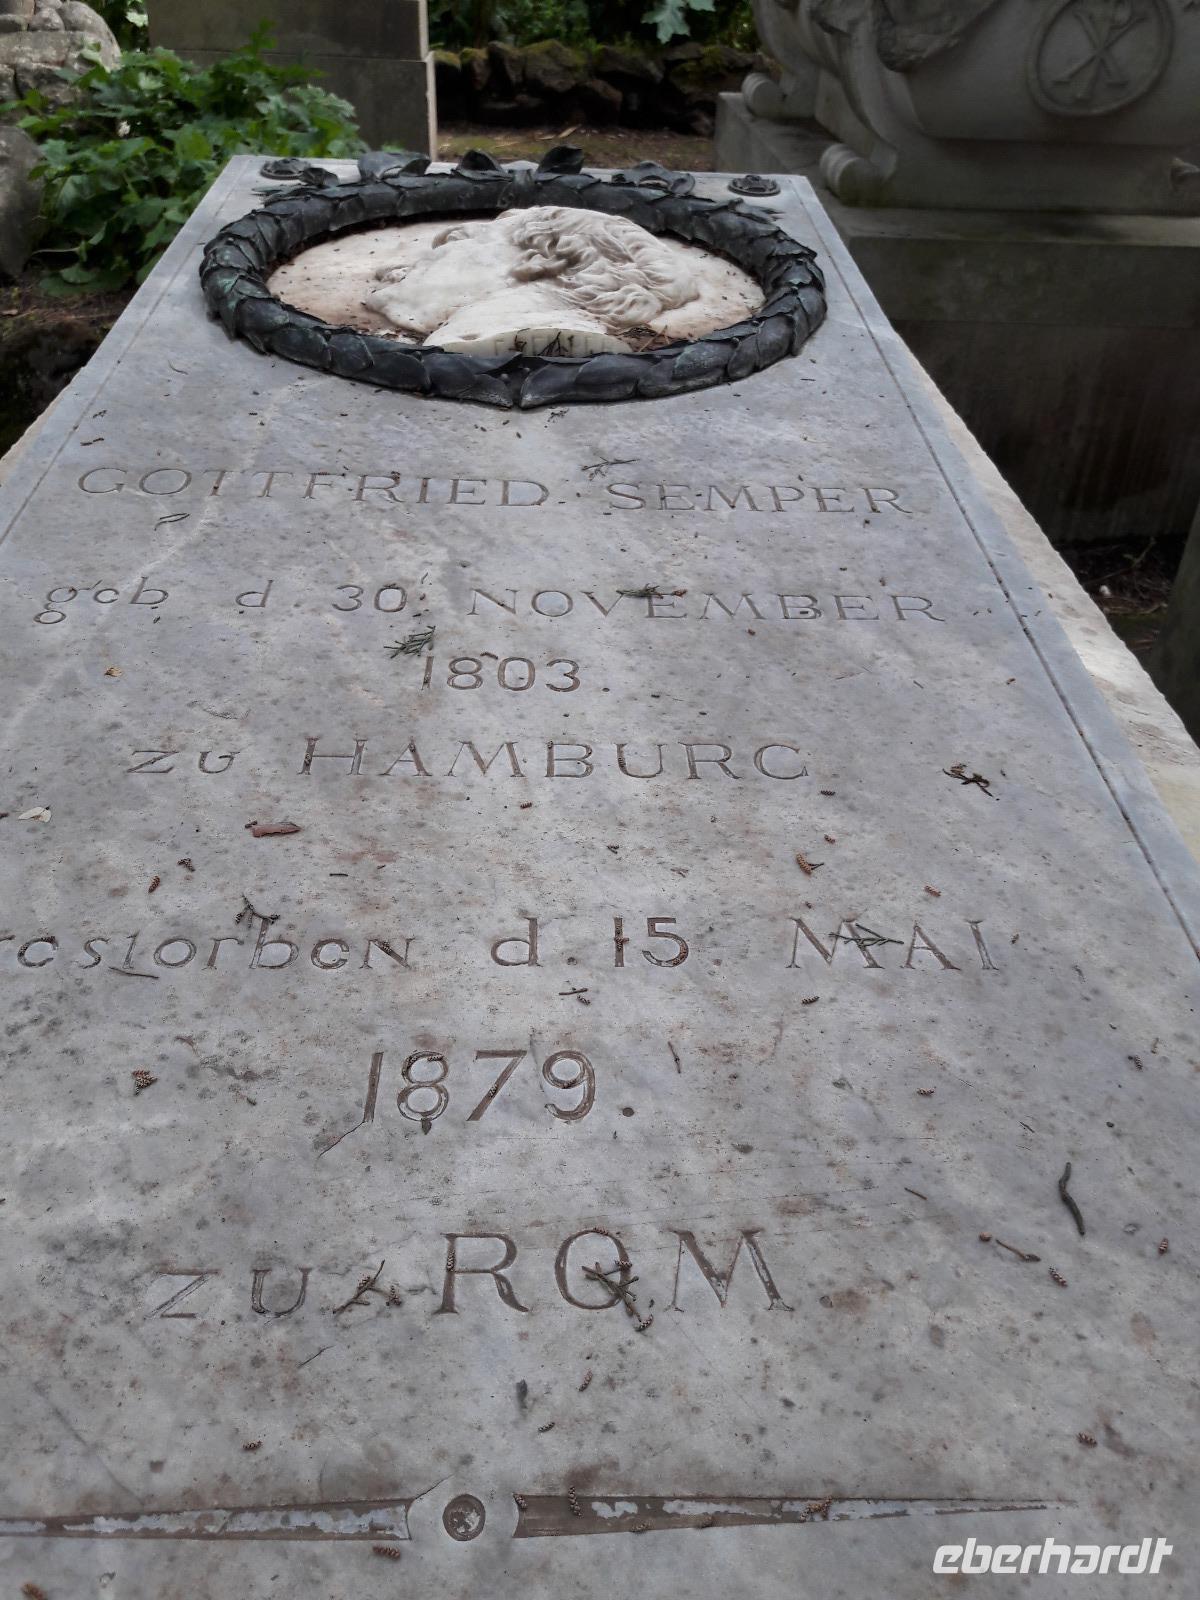 GOTTFRIED SEMPER
geb d 30. NOVEMBER
1803.
zu HAMBURG
gestorben d. 15. MAI
1879.
zu ROM
eberhardt